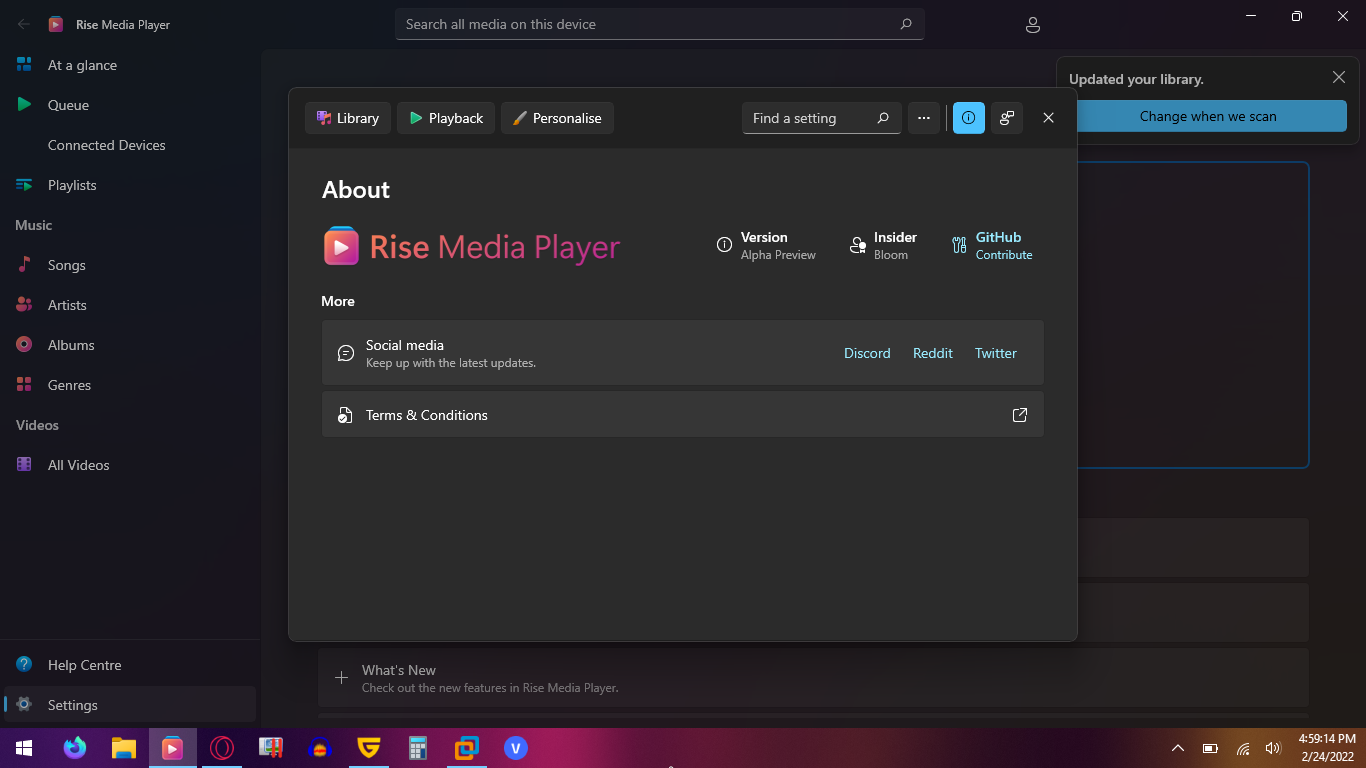 Rise Media Player
Search all media on this device
At a glance
Queue
Connected Devices
Playlists
Music
Songs
Artists
Albums
Genres
Videos
All Videos
Help Centre
Settings
Updated your library.
Change when we scan
Library
Playback
Personalise
Find a setting
About
Rise Media Player
Version
Alpha Preview
Insider
Bloom
GitHub
Contribute
More
Social media
Keep up with the latest updates.
Discord
Reddit
Twitter
Terms & Conditions
What's New
Check out the new features in Rise Media Player.
V
4:59:14 PM
2/24/2022